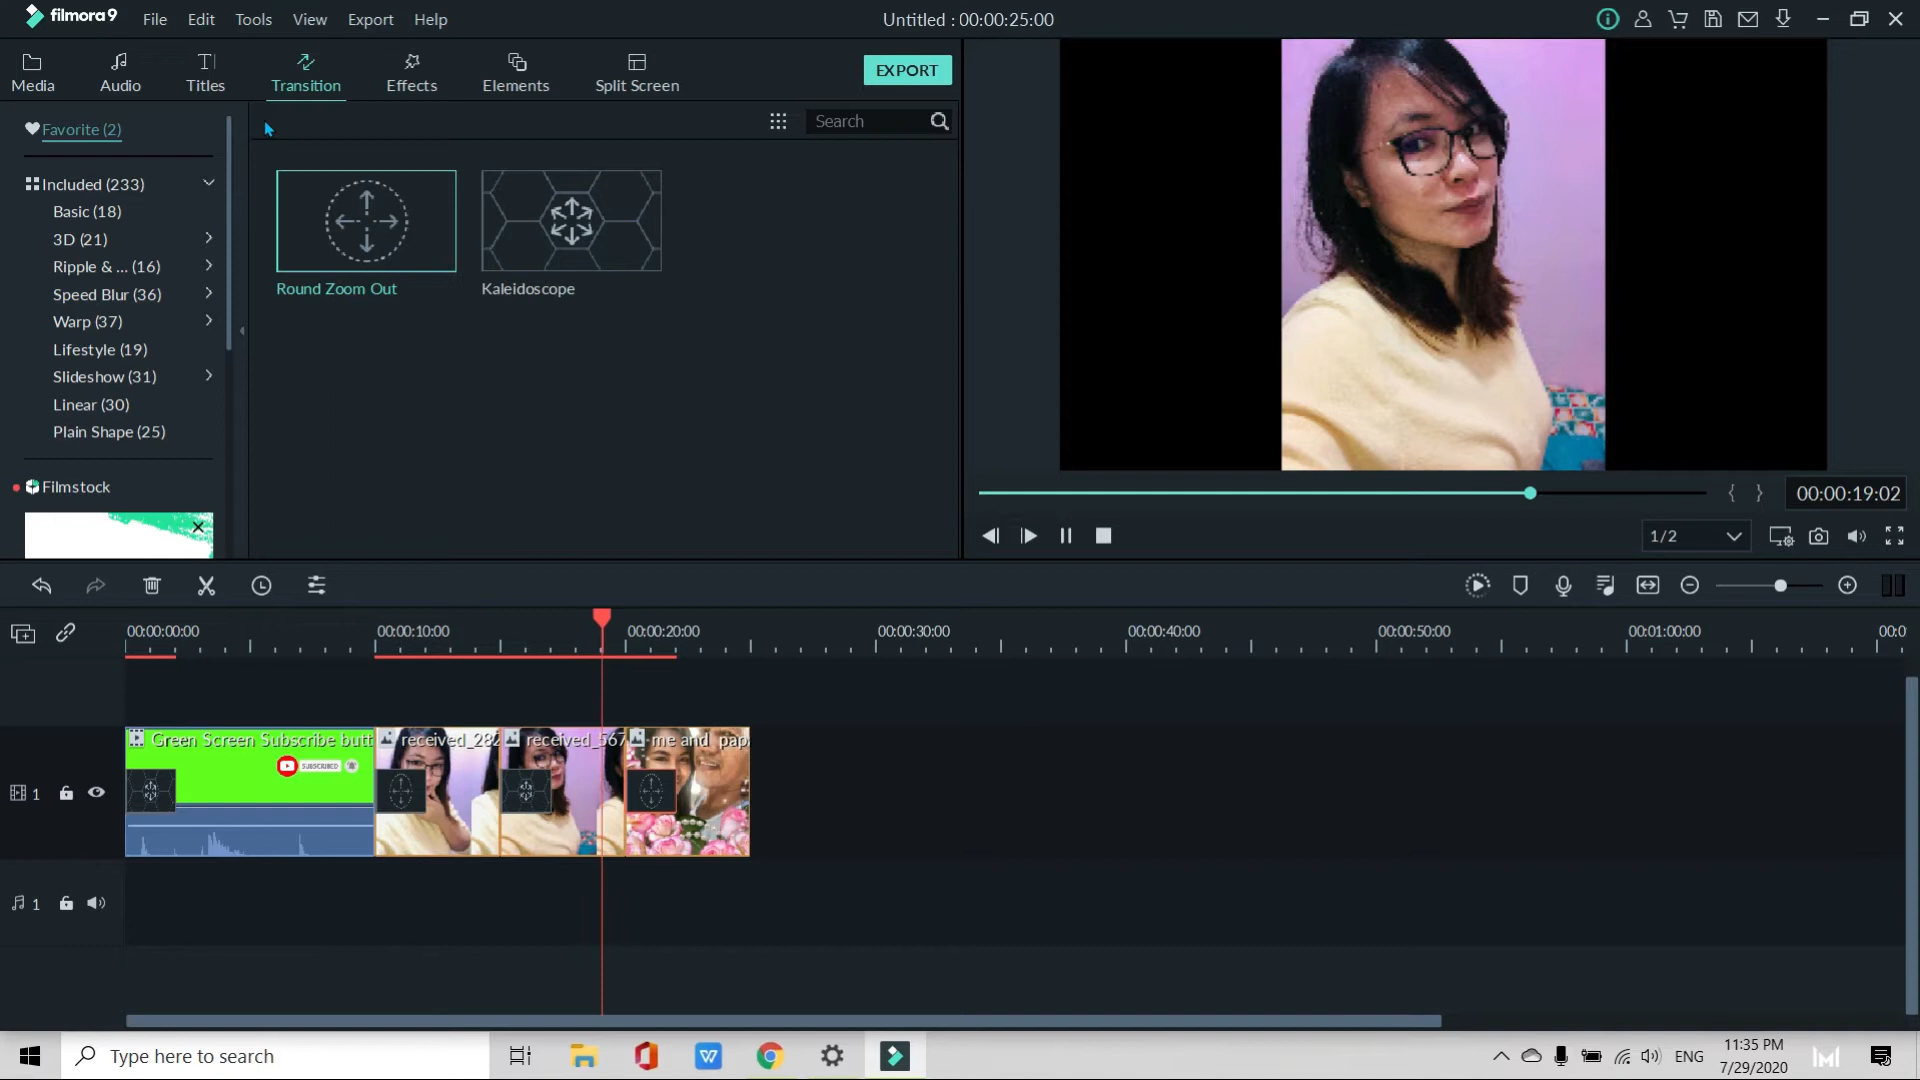 filmora9 File Edit Tools View Export Help Untitled : 00:00:25:00
Media Audio Titles Transition Effects Elements Split Screen EXPORT
Favorite (2) Search
Included (233)
Basic (18)
3D (21)
Ripple & ... (16)
Speed Blur (36)
Warp (37)
Lifestyle (19)
Slideshow (31)
Linear (30)
Plain Shape (25)
Filmstock
Round Zoom Out Kaleidoscope
00:00:19:02
1/2
00:00:00:00 00:00:10:00 00:00:20:00 00:00:30:00 00:00:40:00 00:00:50:00 00:01:00:00 00:0
Green Screen Subscribe butt received_282 received_567 me and pap
SUBSCRIBED
1
1
Type here to search
ENG
11:35 PM
7/29/2020